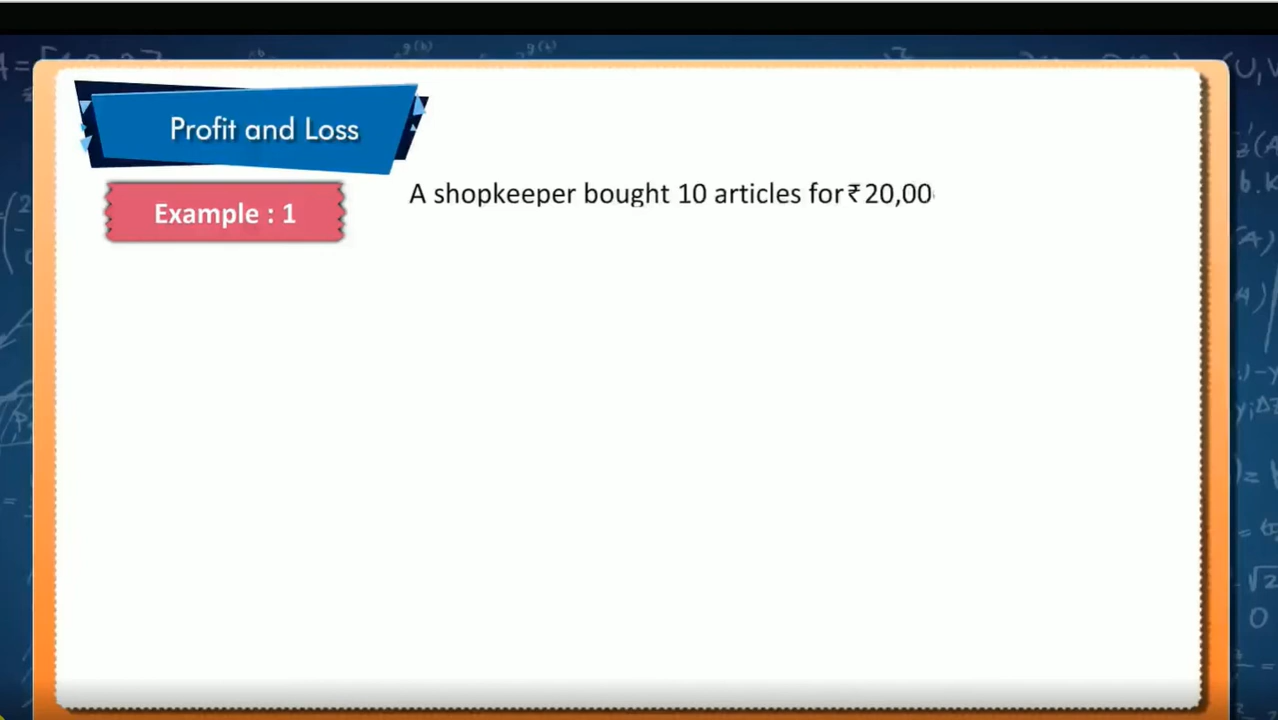 Profit and Loss
A shopkeeper bought 10 articles for ₹ 20,00
Example : 1